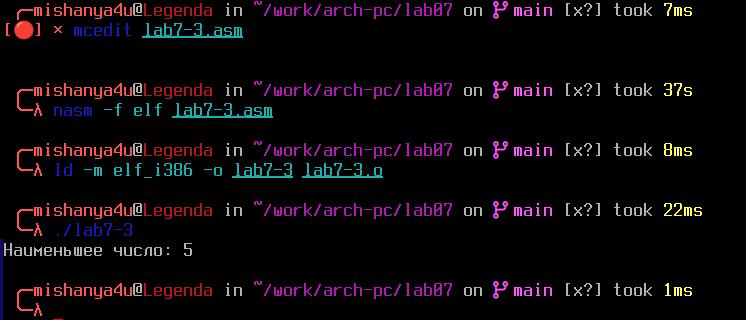 mishanya4u@Legenda in ~/work/arch-pc/lab07 on main [x?] took 7ms
[🔴] × mcedit lab7-3.asm
mishanya4u@Legenda in ~/work/arch-pc/lab07 on main [x?] took 37s
λ nasm -f elf lab7-3.asm
mishanya4u@Legenda in ~/work/arch-pc/lab07 on main [x?] took 8ms
λ ld -m elf_i386 -o lab7-3 lab7-3.o
mishanya4u@Legenda in ~/work/arch-pc/lab07 on main [x?] took 22ms
λ ./lab7-3
Наименьшее число: 5
mishanya4u@Legenda in ~/work/arch-pc/lab07 on main [x?] took 1ms
λ